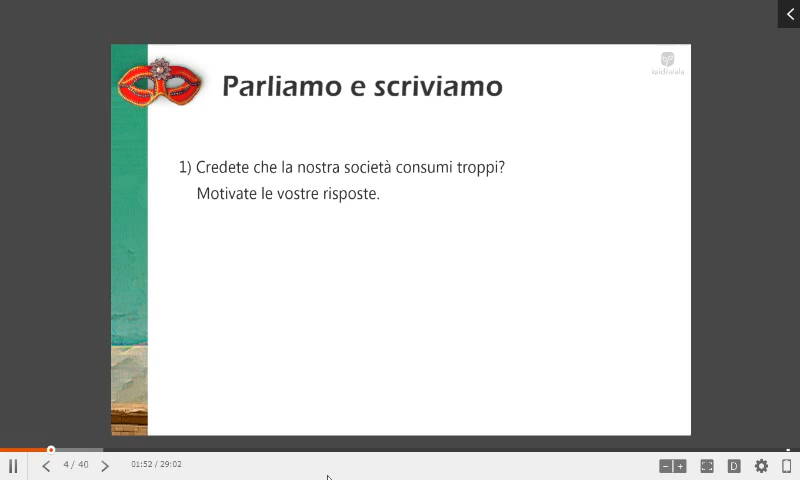 Parliamo e scriviamo
1) Credete che la nostra società consumi troppi?
Motivate le vostre risposte.
4 / 40
01:52 / 29:02
D